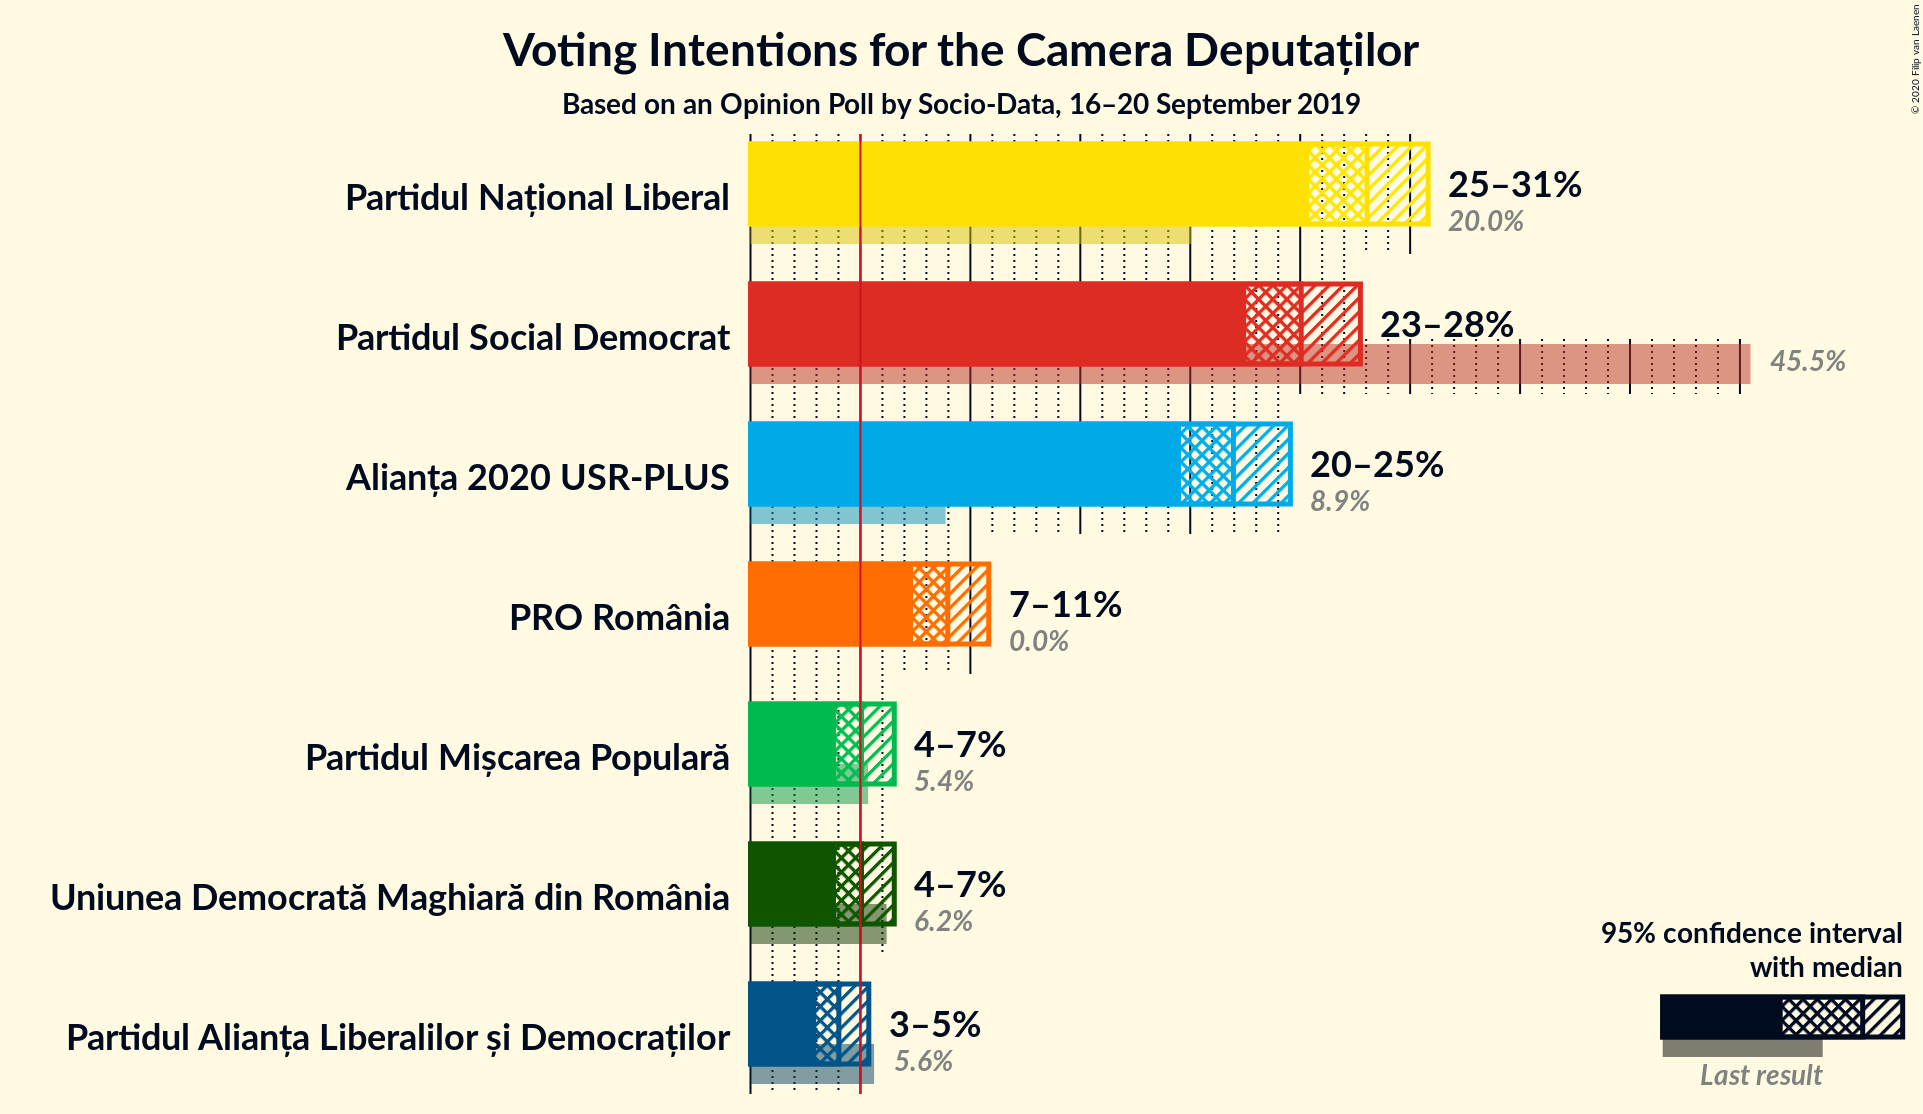 Voting Intentions for the Camera Deputaților
Based on an Opinion Poll by Socio-Data, 16–20 September 2019
© 2020 Filip van Laenen
Partidul Național Liberal
25–31%
20.0%
Partidul Social Democrat
23–28%
45.5%
Alianța 2020 USR-PLUS
20–25%
8.9%
PRO România
7–11%
0.0%
Partidul Mișcarea Populară
4–7%
5.4%
Uniunea Democrată Maghiară din România
4–7%
6.2%
Partidul Alianța Liberalilor și Democraților
3–5%
5.6%
95% confidence interval
with median
Last result